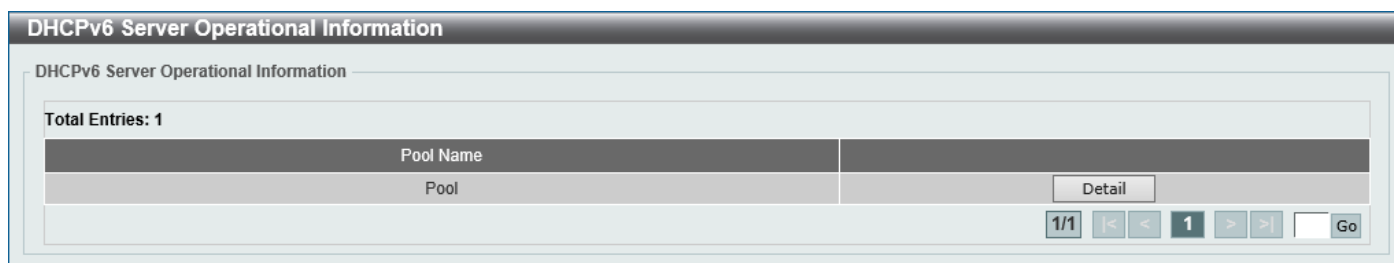 DHCPv6 Server Operational Information
DHCPv6 Server Operational Information
Total Entries: 1
Pool Name
Pool Detail
1/1 |< < 1 > >| Go